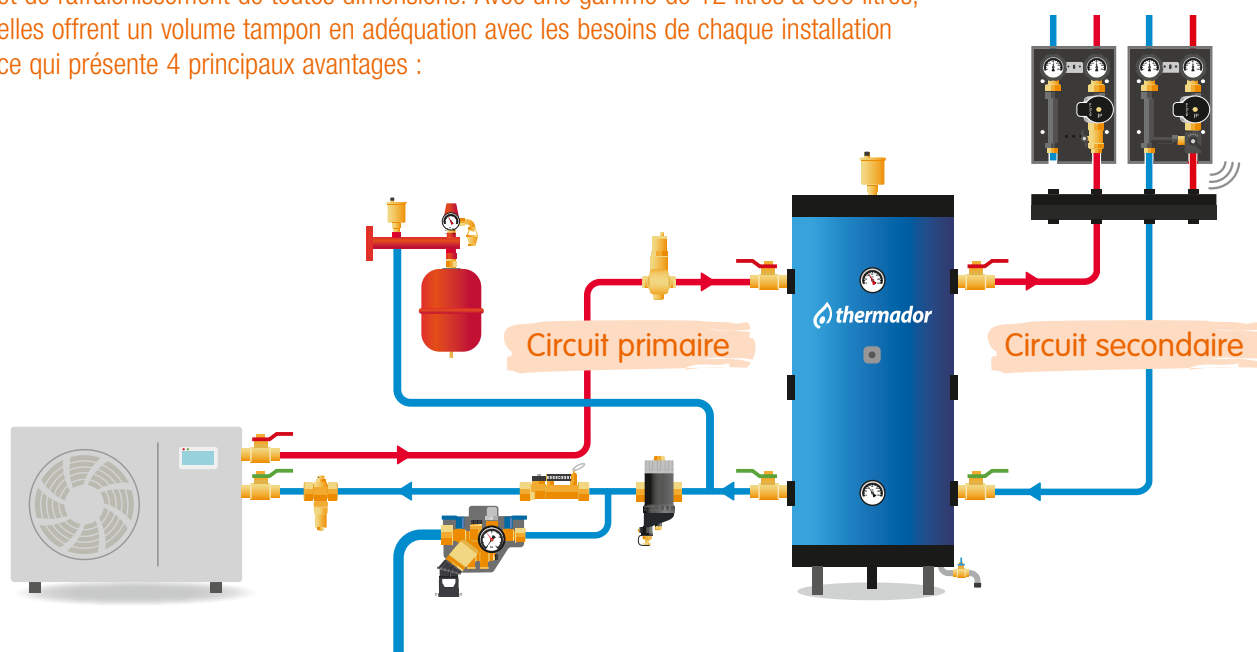 elles offrent un volume tampon en adéquation avec les besoins de chaque installation
ce qui présente 4 principaux avantages :
thermador
Circuit primaire
Circuit secondaire